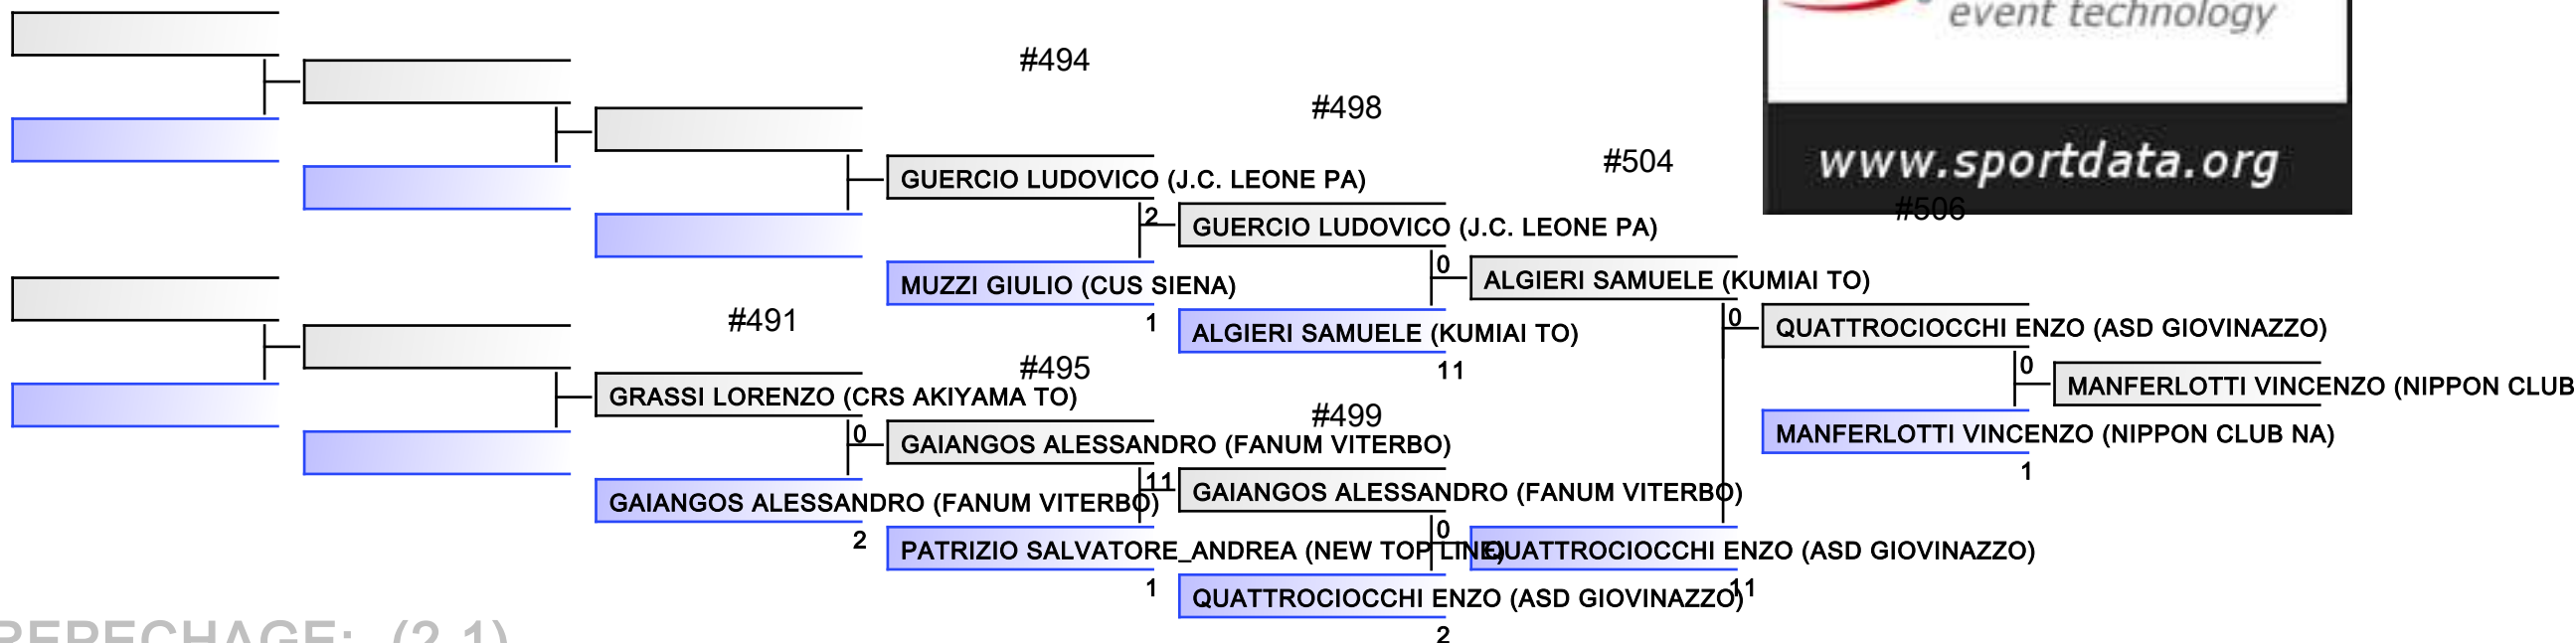 event technology
#494
#498
#504
www.sportdata.org
#506
GUERCIO LUDOVICO (J.C. LEONE PA)
2
GUERCIO LUDOVICO (J.C. LEONE PA)
MUZZI GIULIO (CUS SIENA)
1
0
ALGIERI SAMUELE (KUMIAI TO)
ALGIERI SAMUELE (KUMIAI TO)
11
0
QUATTROCIOCCHI ENZO (ASD GIOVINAZZO)
0
MANFERLOTTI VINCENZO (NIPPON CLUB
MANFERLOTTI VINCENZO (NIPPON CLUB NA)
1
#491
#495
#499
GRASSI LORENZO (CRS AKIYAMA TO)
0
GAIANGOS ALESSANDRO (FANUM VITERBO)
GAIANGOS ALESSANDRO (FANUM VITERBO)
2
11
GAIANGOS ALESSANDRO (FANUM VITERBO)
PATRIZIO SALVATORE_ANDREA (NEW TOP LINE)
1
0
QUATTROCIOCCHI ENZO (ASD GIOVINAZZO)
11
QUATTROCIOCCHI ENZO (ASD GIOVINAZZO)
2
REPECHAGE: (2.1)